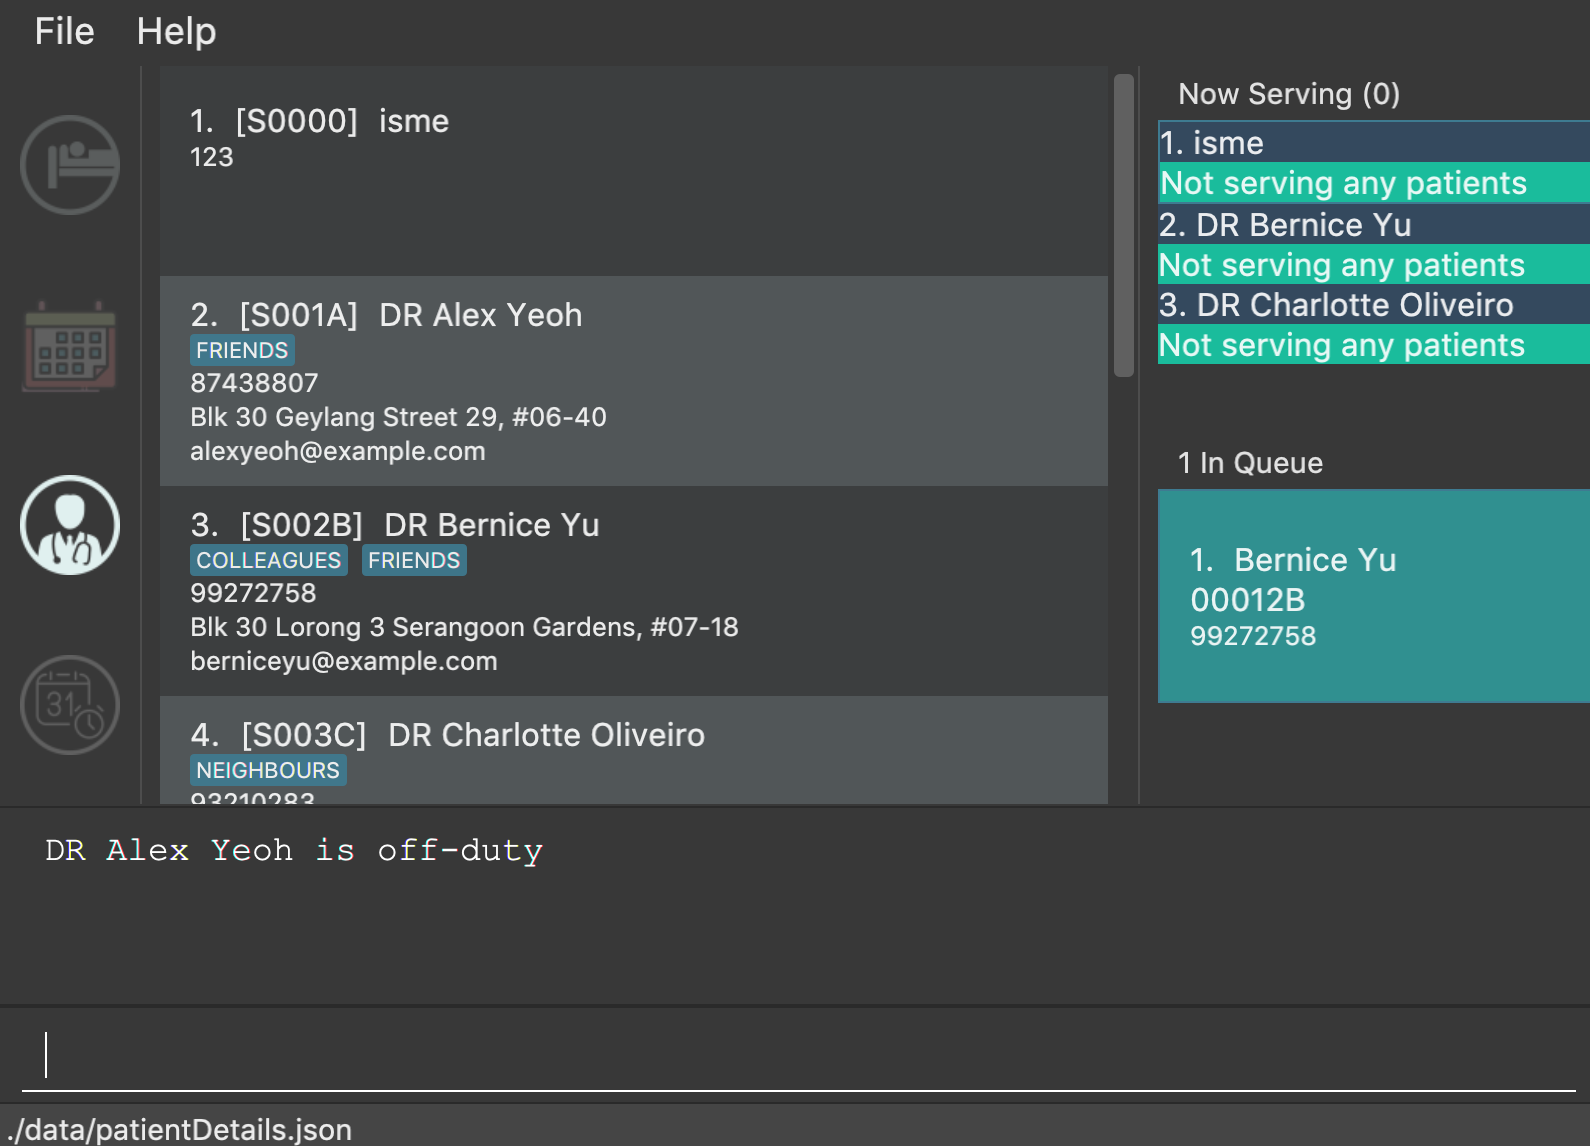 File Help
1. [S0000] isme
123
2. [S001A] DR Alex Yeoh
FRIENDS
87438807
Blk 30 Geylang Street 29, #06-40
alexyeoh@example.com
3. [S002B] DR Bernice Yu
COLLEAGUES FRIENDS
99272758
Blk 30 Lorong 3 Serangoon Gardens, #07-18
berniceyu@example.com
4. [S003C] DR Charlotte Oliveiro
NEIGHBOURS
93210283
Now Serving (0)
1. isme
Not serving any patients
2. DR Bernice Yu
Not serving any patients
3. DR Charlotte Oliveiro
Not serving any patients
1 In Queue
1. Bernice Yu
00012B
99272758
31
DR Alex Yeoh is off-duty
./data/patientDetails.json